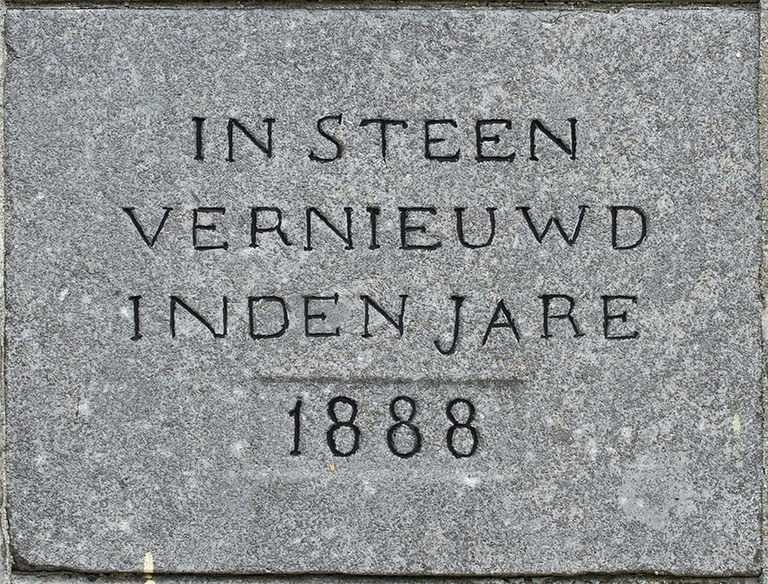 IN STEEN
VERNIEUWD
INDEN JARE
1888